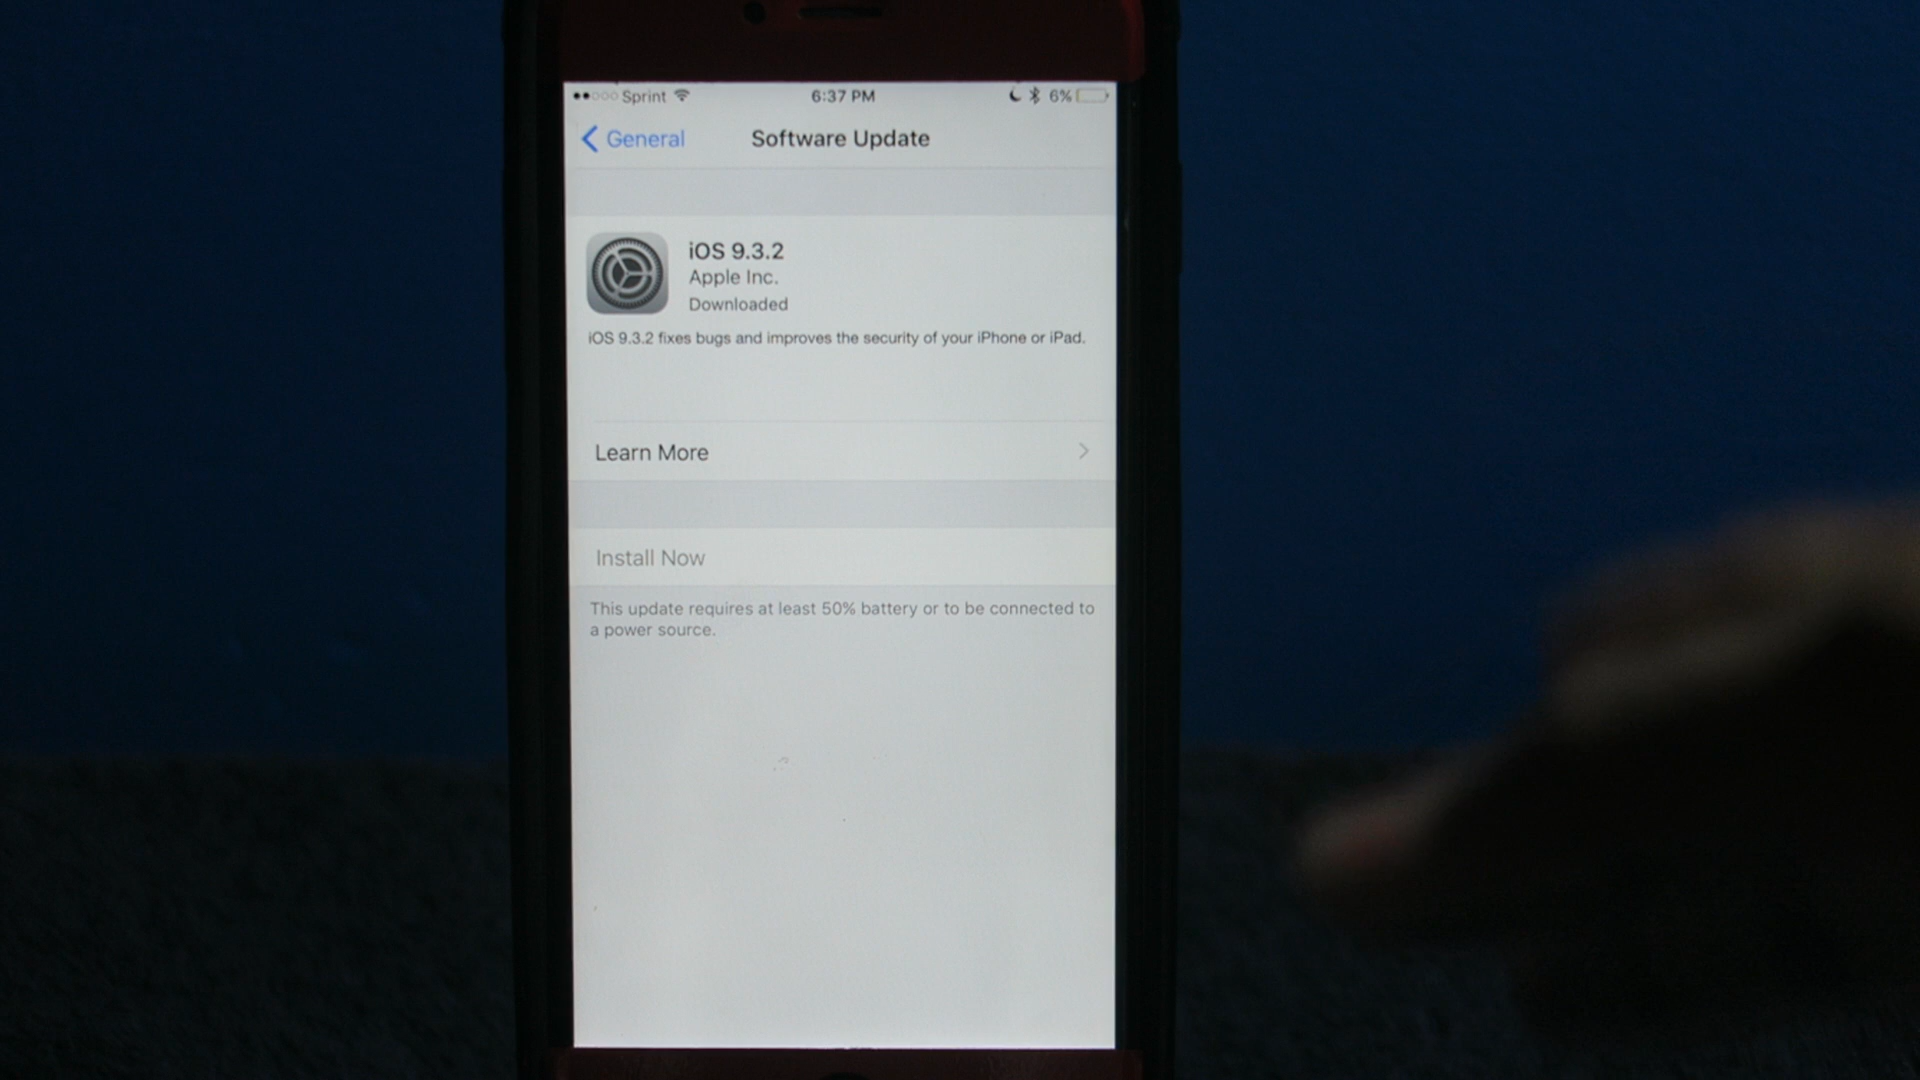 Sprint 6:37 PM 6%
General Software Update
iOS 9.3.2
Apple Inc.
Downloaded
iOS 9.3.2 fixes bugs and improves the security of your iPhone or iPad.
Learn More
Install Now
This update requires at least 50% battery or to be connected to
a power source.